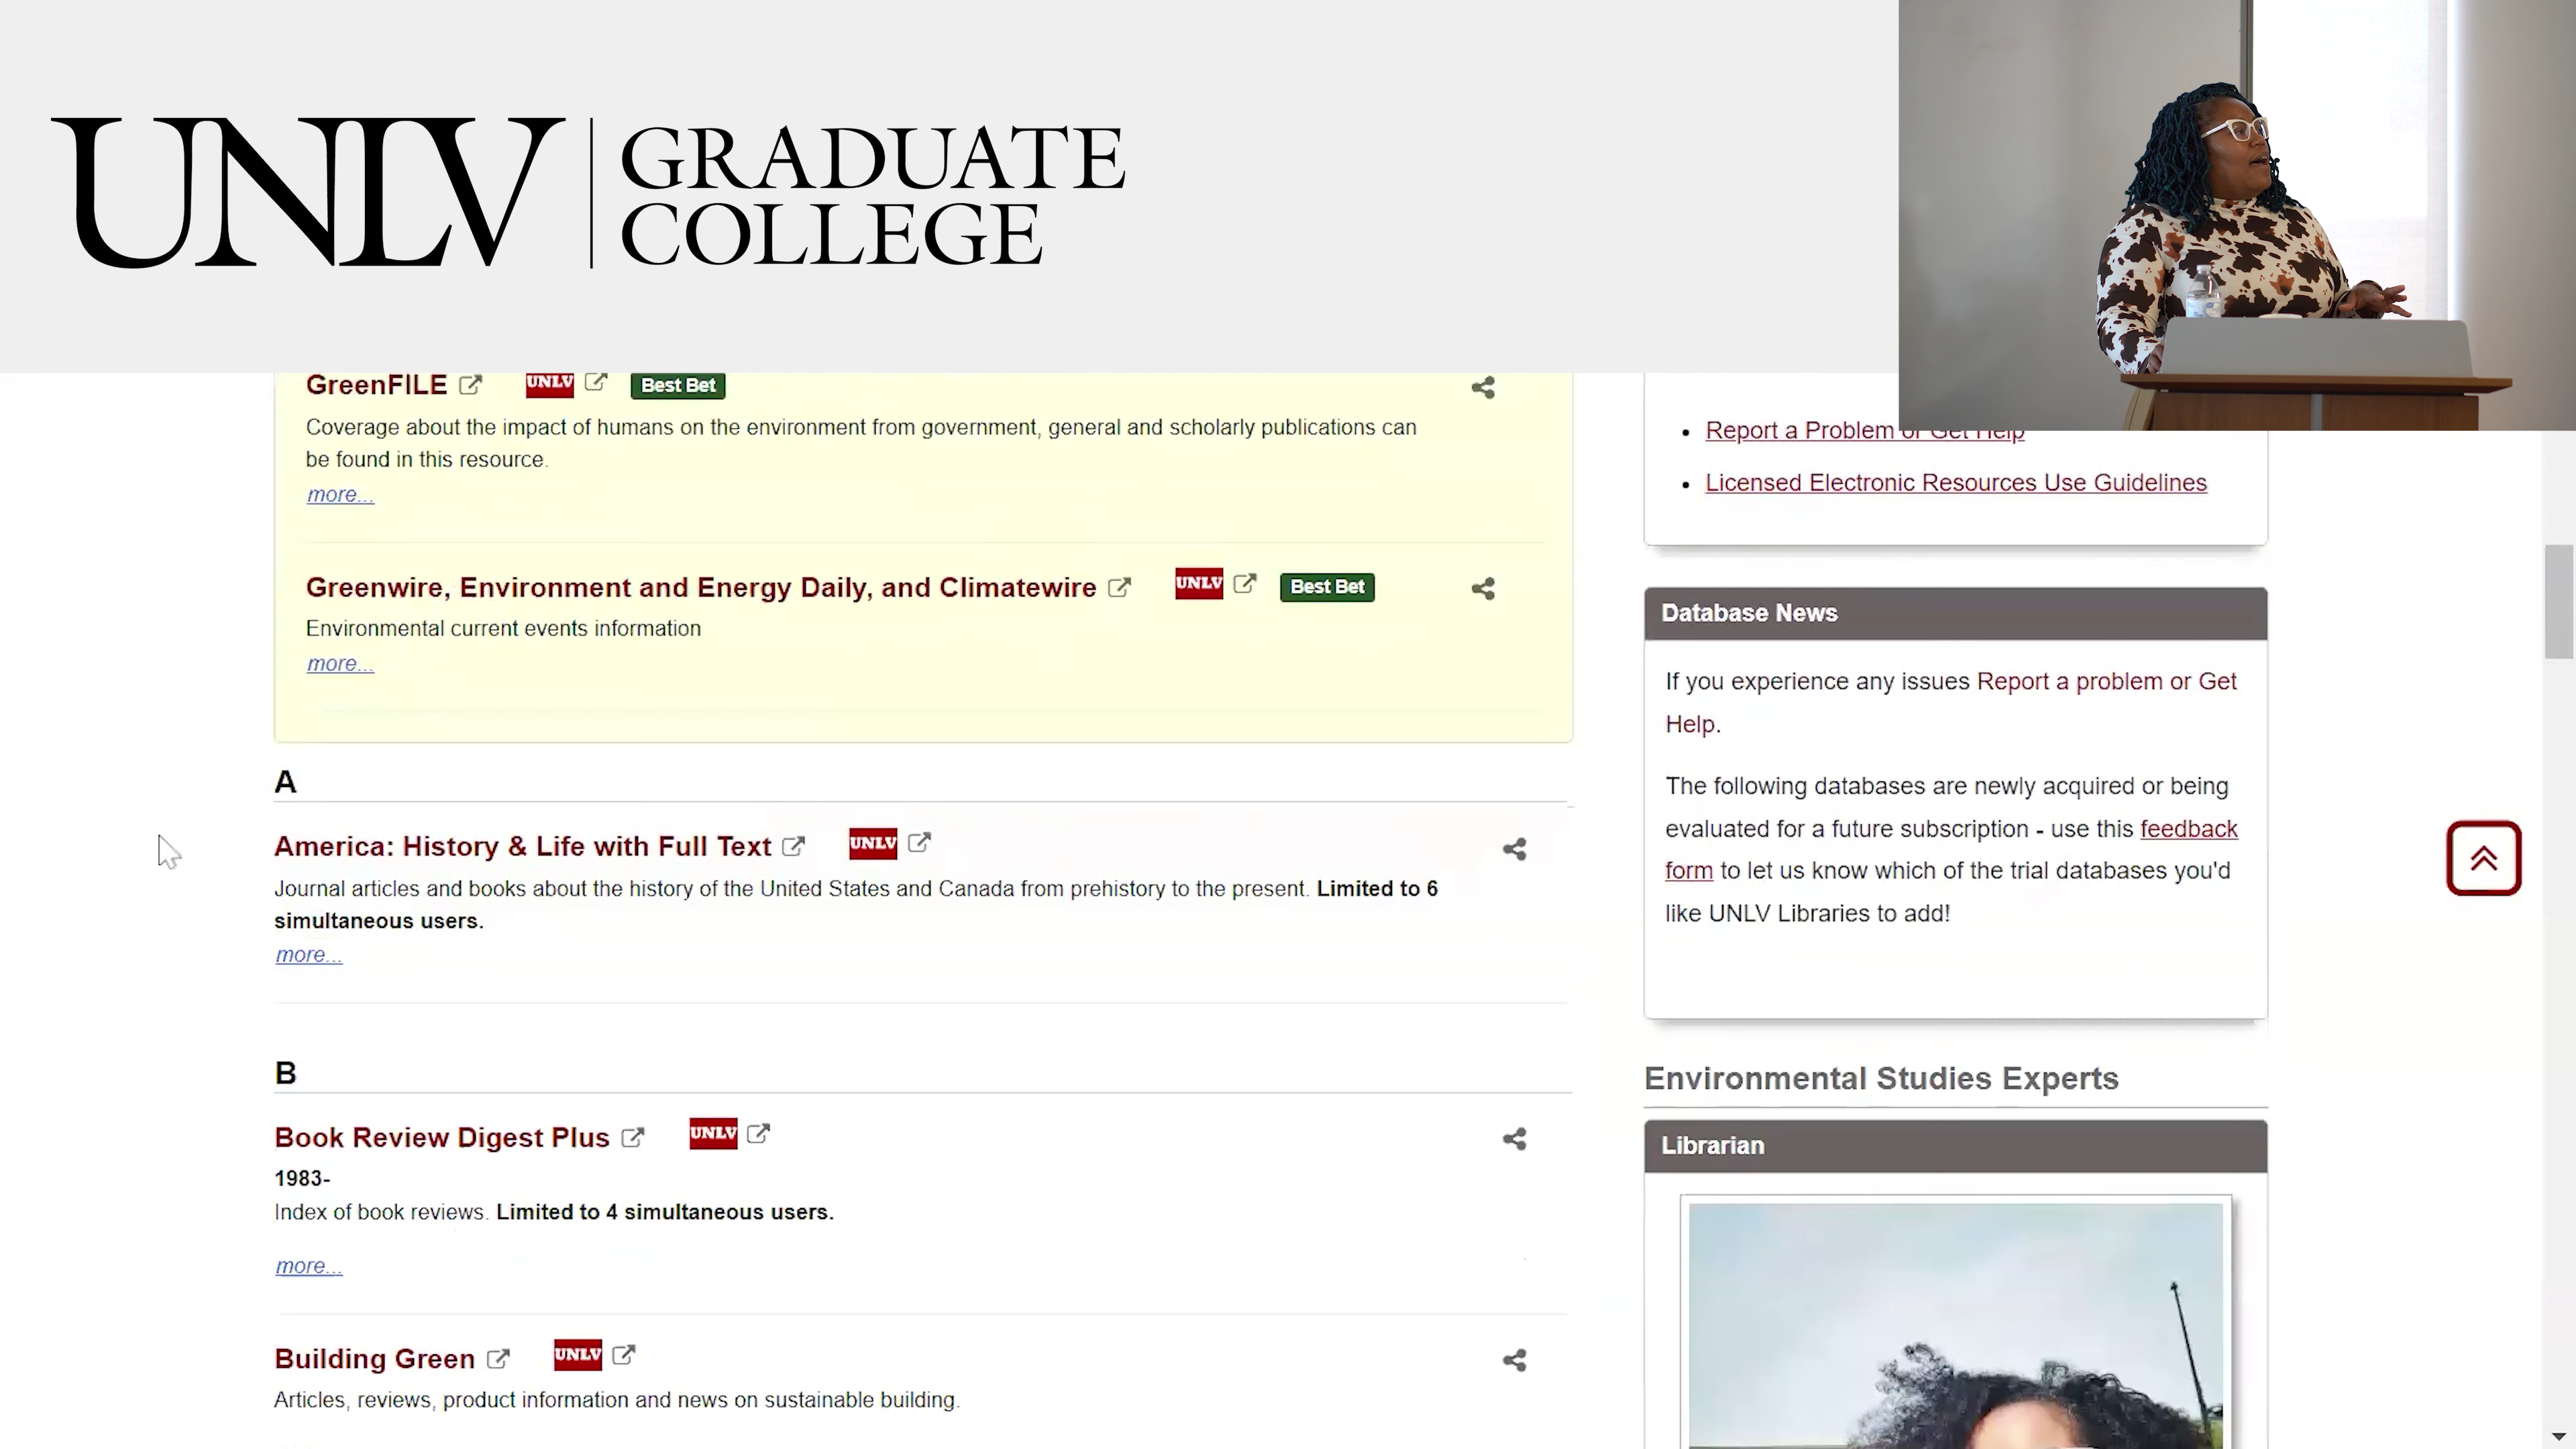 UNLV GRADUATE
COLLEGE
GreenFILE UNLV Best Bet
Coverage about the impact of humans on the environment from government, general and scholarly publications can
be found in this resource.
more...
Greenwire, Environment and Energy Daily, and Climatewire UNLV Best Bet
Environmental current events information
more...
A
America: History & Life with Full Text UNLV
Journal articles and books about the history of the United States and Canada from prehistory to the present. Limited to 6
simultaneous users.
more...
B
Book Review Digest Plus UNLV
1983-
Index of book reviews. Limited to 4 simultaneous users.
more...
Building Green UNLV
Articles, reviews, product information and news on sustainable building.
Report a Problem or Get Help
Licensed Electronic Resources Use Guidelines
Database News
If you experience any issues Report a problem or Get
Help.
The following databases are newly acquired or being
evaluated for a future subscription - use this feedback
form to let us know which of the trial databases you'd
like UNLV Libraries to add!
Environmental Studies Experts
Librarian